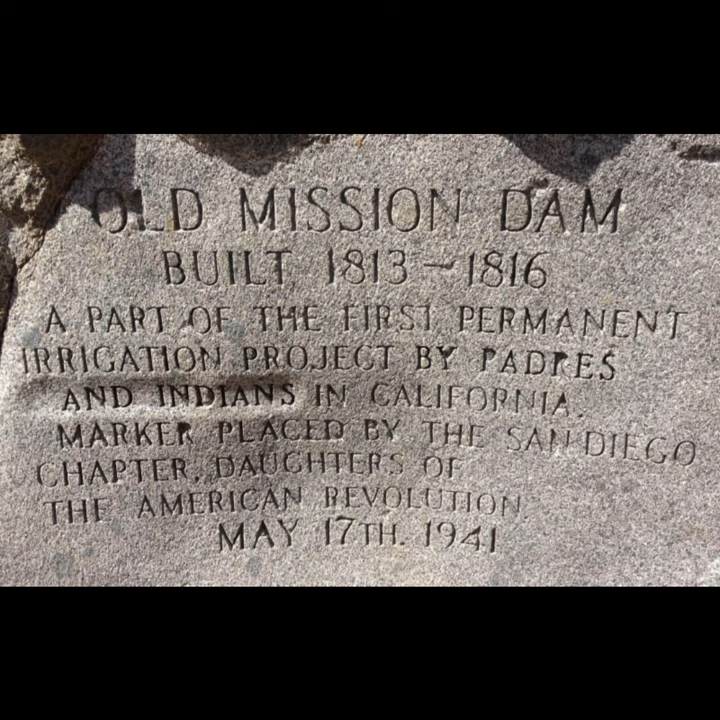 OLD MISSION DAM
BUILT 1813 – 1816
A PART OF THE FIRST PERMANENT
IRRIGATION PROJECT BY PADRES
AND INDIANS IN CALIFORNIA.
MARKER PLACED BY THE SAN DIEGO
CHAPTER, DAUGHTERS OF
THE AMERICAN REVOLUTION
MAY 17TH. 1941